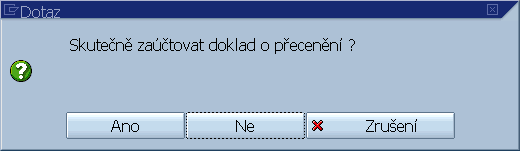 Dotaz
Skutečně zaúčtovat doklad o přecenění ?
Ano
Ne
Zrušení